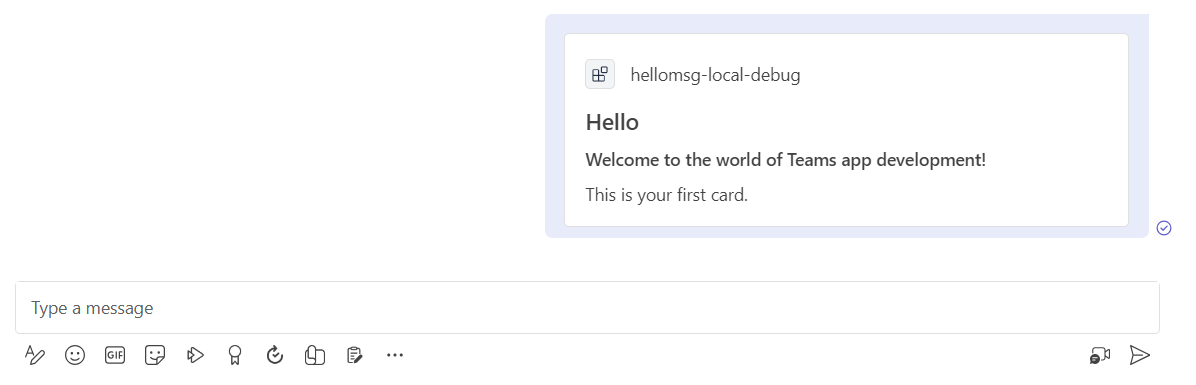 hellomsg-local-debug
Hello
Welcome to the world of Teams app development!
This is your first card.
Type a message
GIF